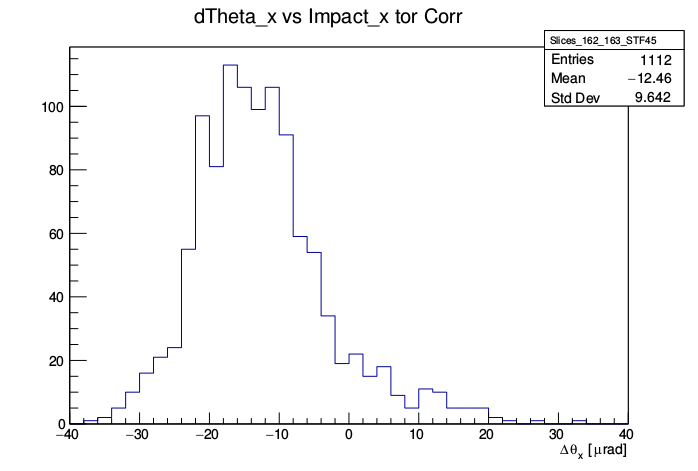 dTheta_x vs Impact_x tor Corr
Slices_162_163_STF45
Entries 1112
Mean −12.46
Std Dev 9.642
100
80
60
40
20
0
−40 −30 −20 −10 0 10 20 30 40
Δθx [μrad]